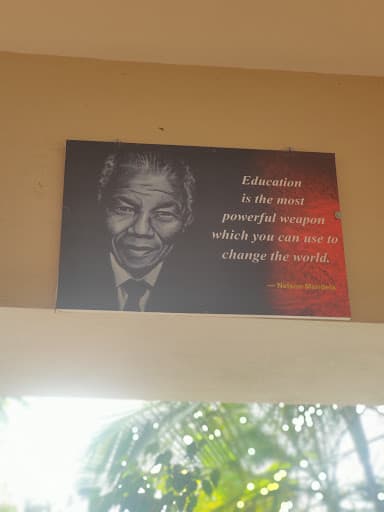 Education
is the most
powerful weapon
which you can use to
change the world.
— Nelson Mandela